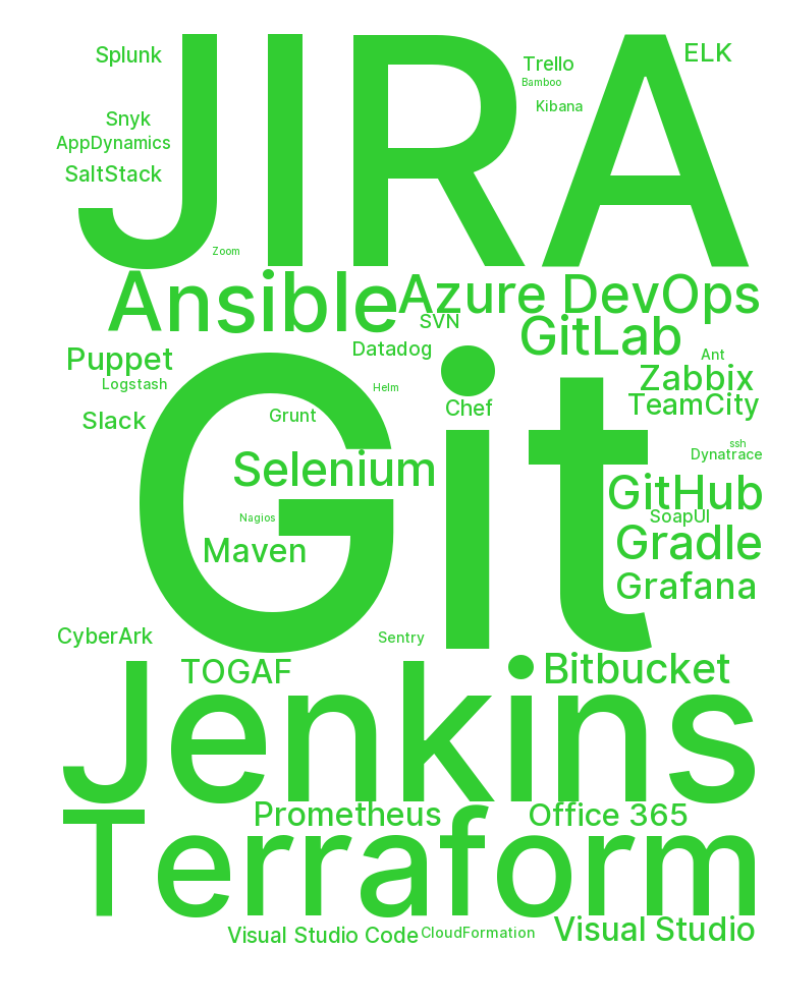 JIRA
Splunk
Trello
ELK
Bamboo
Kibana
Snyk
AppDynamics
SaltStack
Zoom
Ansible
Azure DevOps
SVN
GitLab
Datadog
Puppet
Ant
Logstash
Helm
Zabbix
TeamCity
Chef
Slack
Grunt
Git
ssh
Dynatrace
Selenium
GitHub
Nagios
SoapUI
Maven
Gradle
Grafana
CyberArk
Sentry
TOGAF
Bitbucket
Jenkins
Prometheus
Office 365
Terraform
Visual Studio Code
CloudFormation
Visual Studio